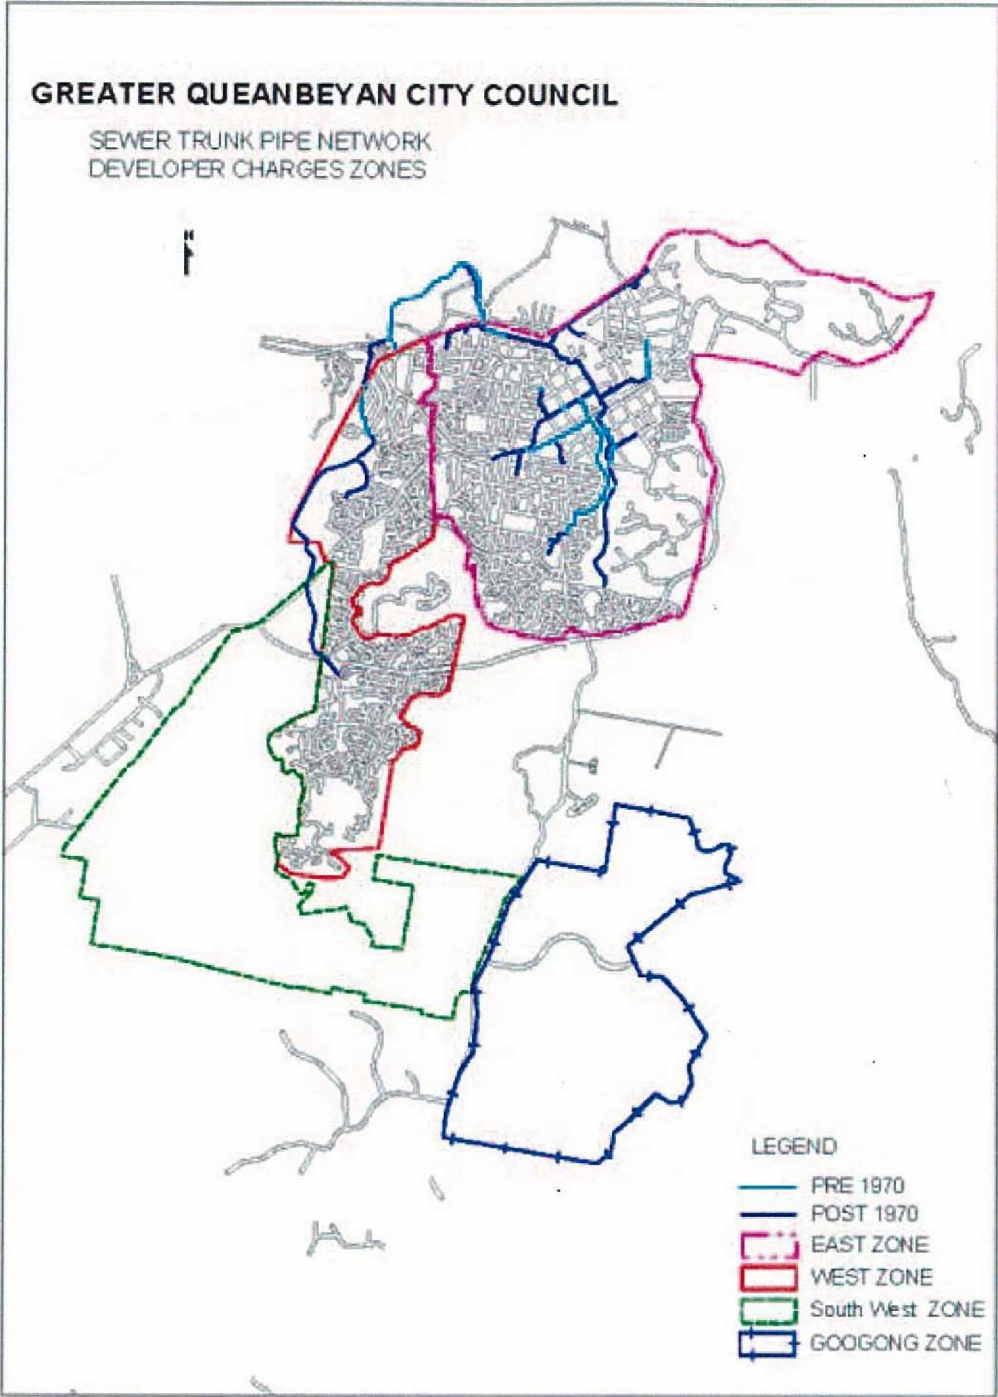 GREATER QUEANBEYAN CITY COUNCIL
SEWER TRUNK PIPE NETWORK
DEVELOPER CHARGES ZONES
N
LEGEND
PRE 1970
POST 1970
EAST ZONE
WEST ZONE
South West ZONE
GOOGONG ZONE